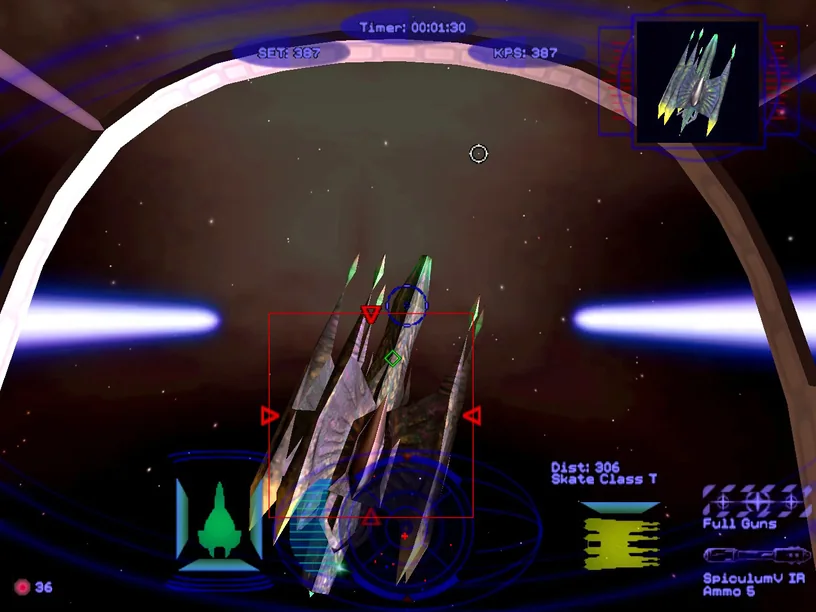 Timer: 00:01:30
SET: 387
KPS: 387
Dist: 306
Skate Class T
Full Guns
SpiculumV IR
Ammo 5
36